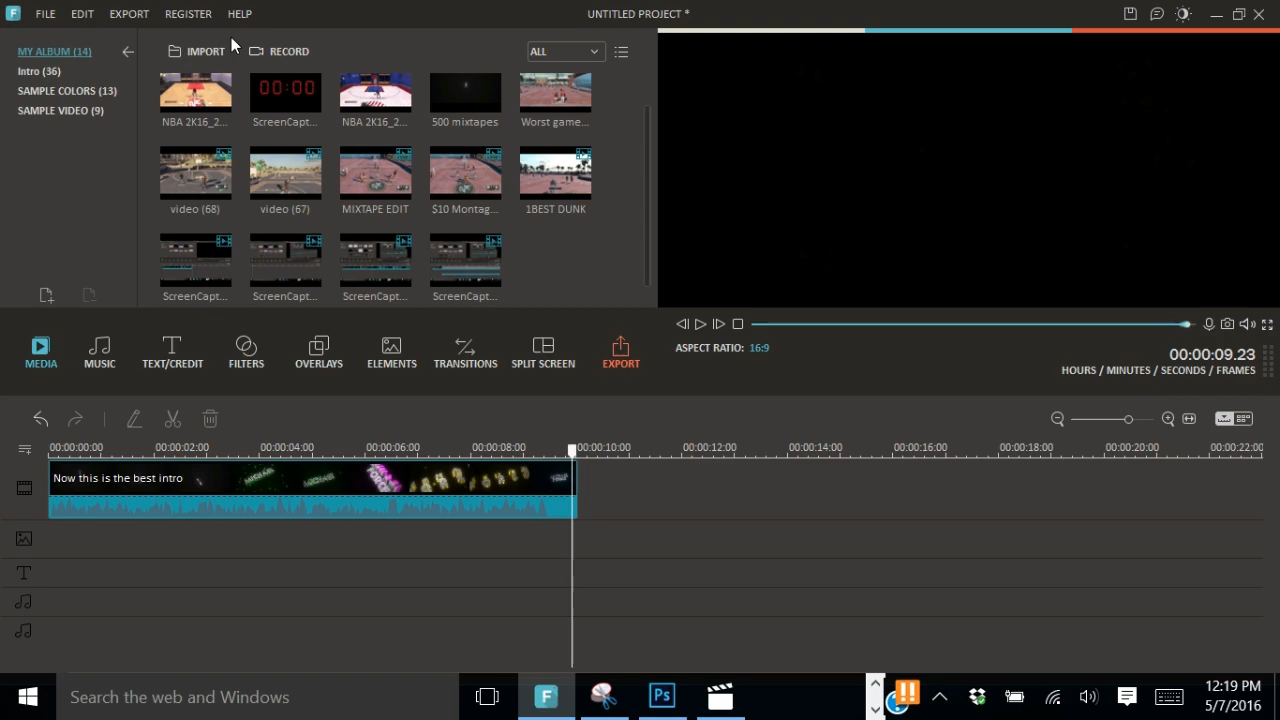 FILE EDIT EXPORT REGISTER HELP UNTITLED PROJECT *
MY ALBUM (14) IMPORT RECORD ALL
Intro (36)
SAMPLE COLORS (13)
SAMPLE VIDEO (9)
00:00
NBA 2K16_2... ScreenCapt... NBA 2K16_2... 500 mixtapes Worst game...
video (68) video (67) MIXTAPE EDIT $10 Montag... 1BEST DUNK
ScreenCapt... ScreenCapt... ScreenCapt... ScreenCapt...
ASPECT RATIO: 16:9
00:00:09.23
HOURS / MINUTES / SECONDS / FRAMES
MEDIA MUSIC TEXT/CREDIT FILTERS OVERLAYS ELEMENTS TRANSITIONS SPLIT SCREEN EXPORT
00:00:00:00 00:00:02:00 00:00:04:00 00:00:06:00 00:00:08:00 00:00:10:00 00:00:12:00 00:00:14:00 00:00:16:00 00:00:18:00 00:00:20:00 00:00:22:00
Now this is the best intro
Search the web and Windows
Ps
12:19 PM
5/7/2016